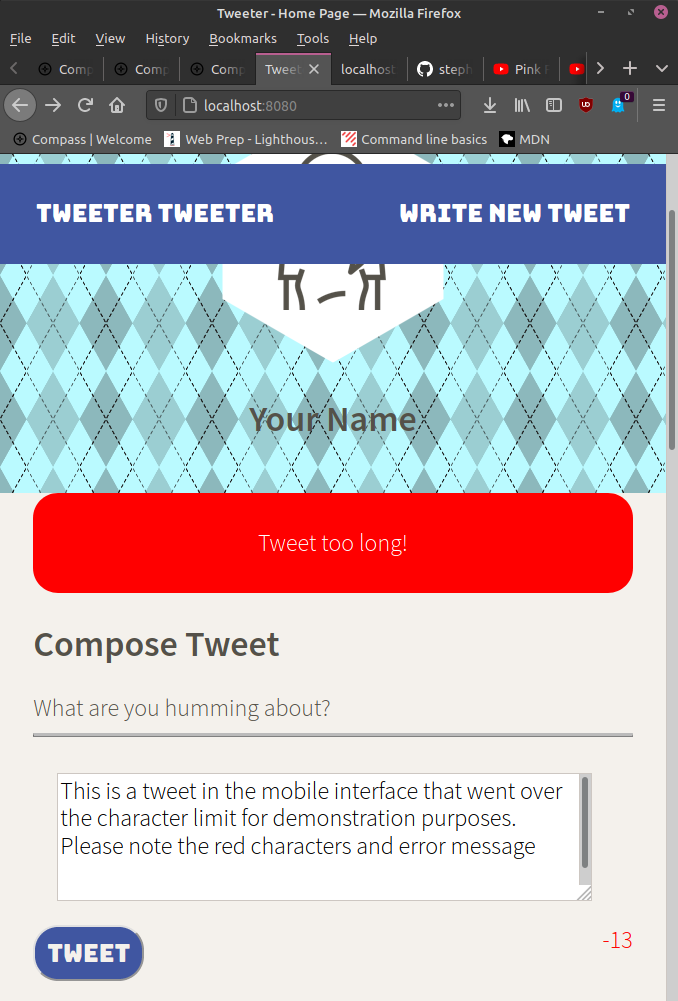 Tweeter - Home Page — Mozilla Firefox
File Edit View History Bookmarks Tools Help
Comp Comp Comp Tweet localhost steph Pink F
localhost:8080
UD 0
Compass | Welcome Web Prep - Lighthous… Command line basics MDN
TWEETER TWEETER WRITE NEW TWEET
Your Name
Tweet too long!
Compose Tweet
What are you humming about?
This is a tweet in the mobile interface that went over
the character limit for demonstration purposes.
Please note the red characters and error message
TWEET -13